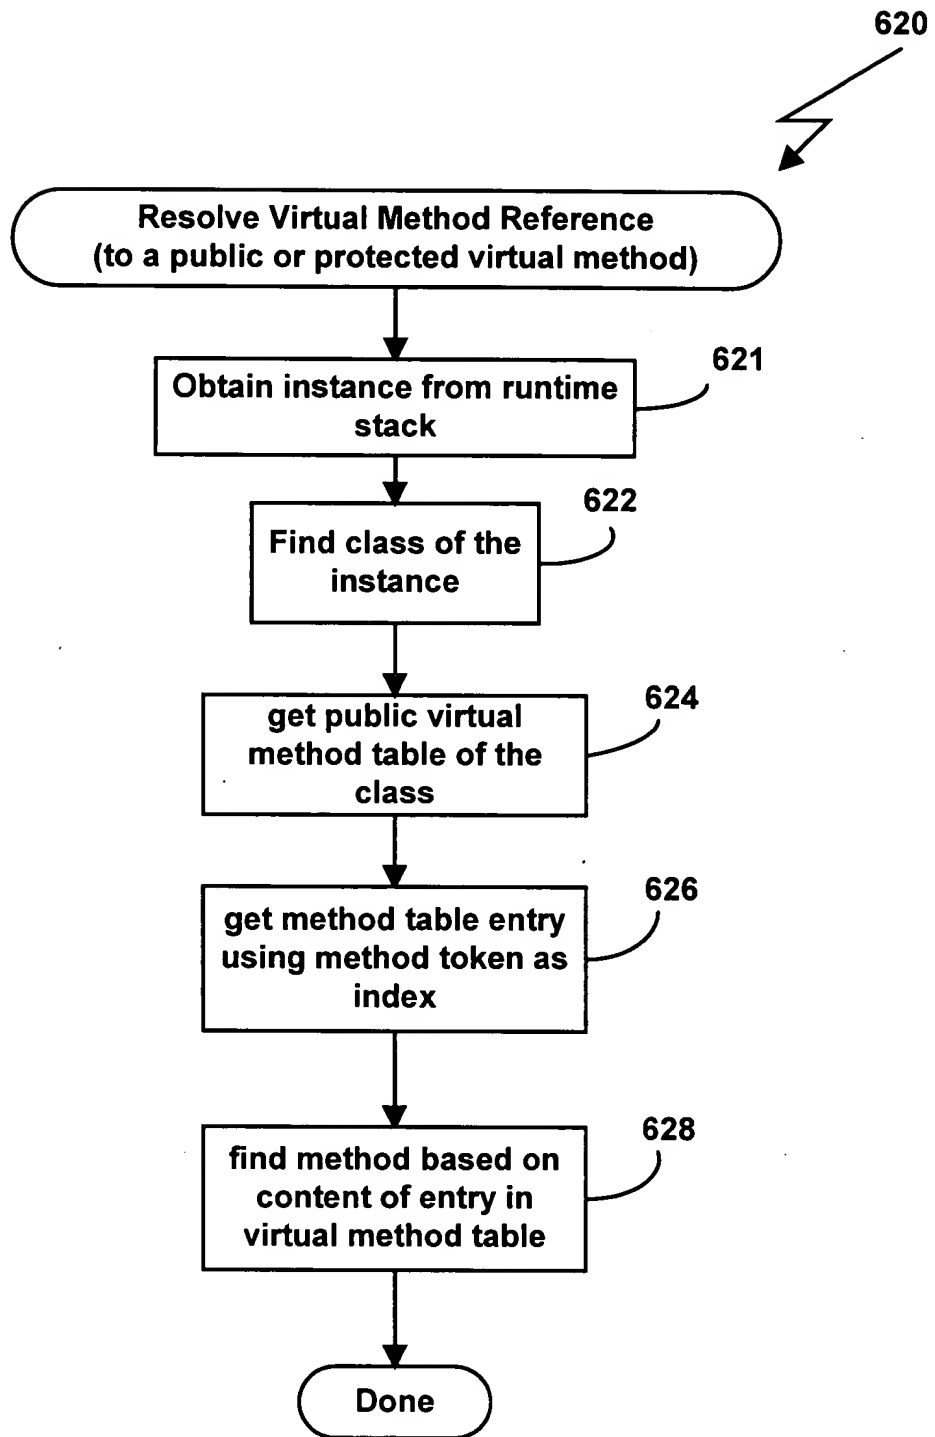 620
Resolve Virtual Method Reference
(to a public or protected virtual method)
621
Obtain instance from runtime
stack
622
Find class of the
instance
624
get public virtual
method table of the
class
626
get method table entry
using method token as
index
628
find method based on
content of entry in
virtual method table
Done